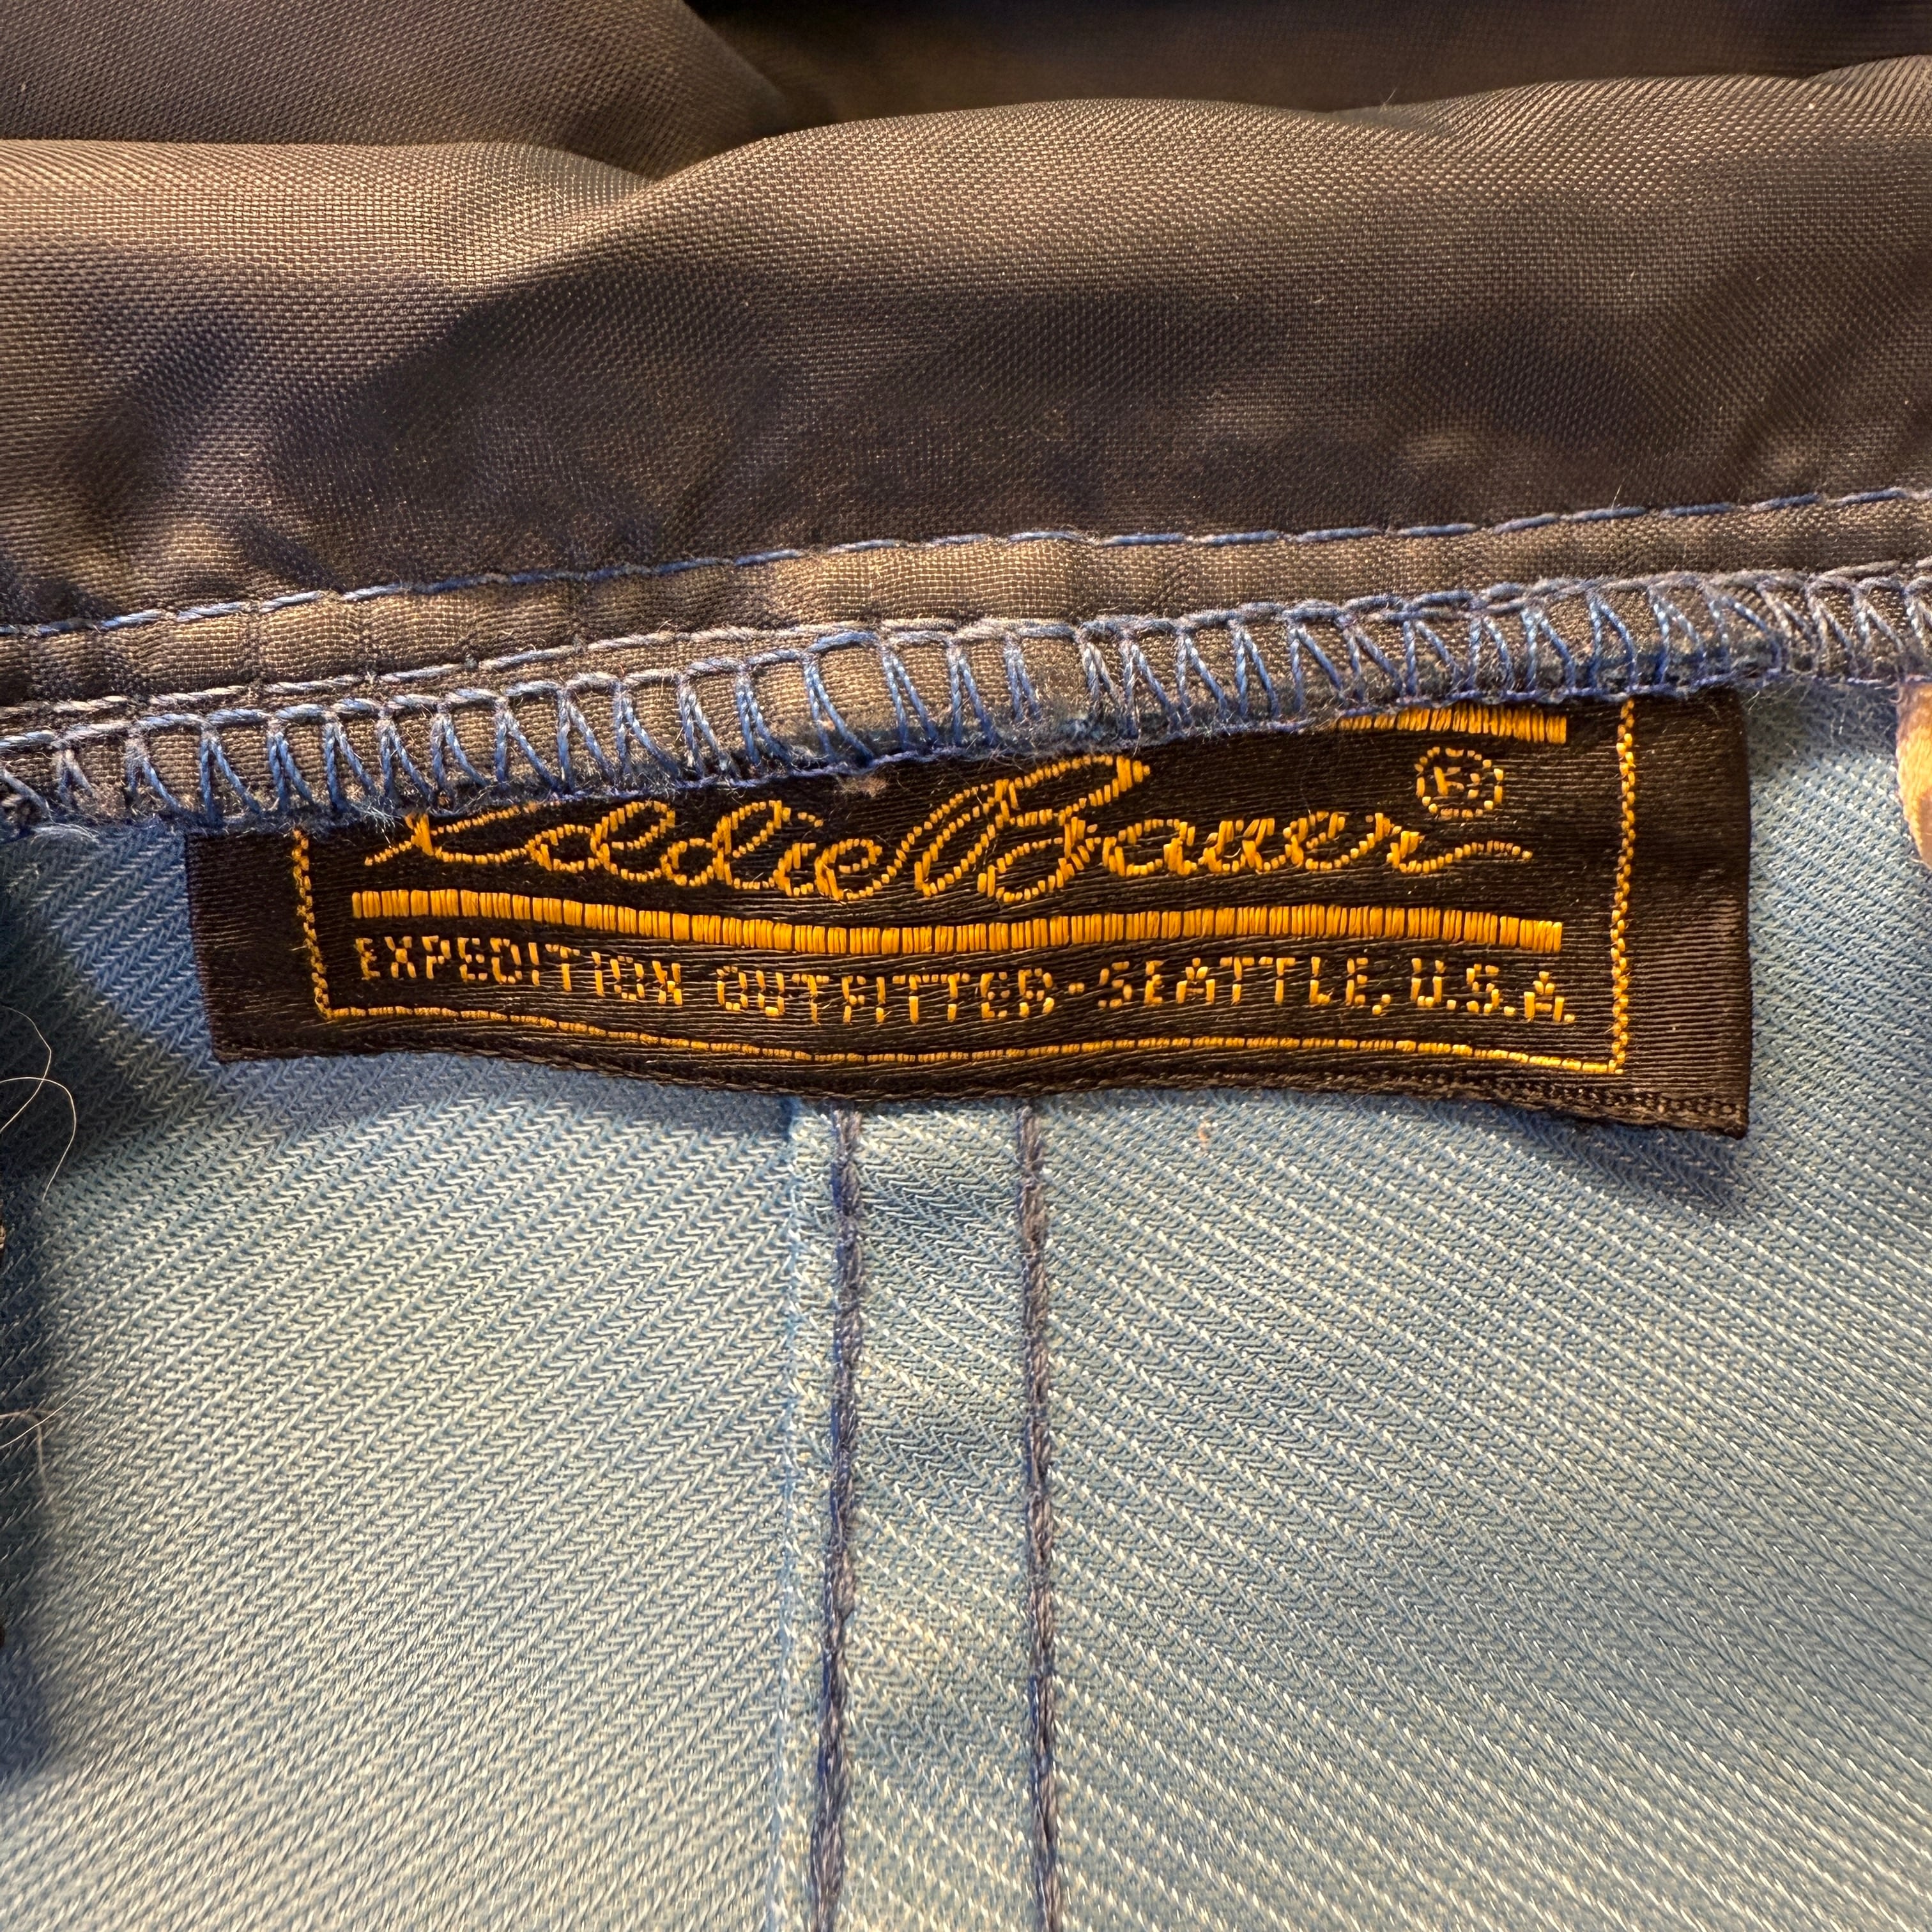 Eddie Bauer ®
EXPEDITION OUTFITTER-SEATTLE, U.S.A.